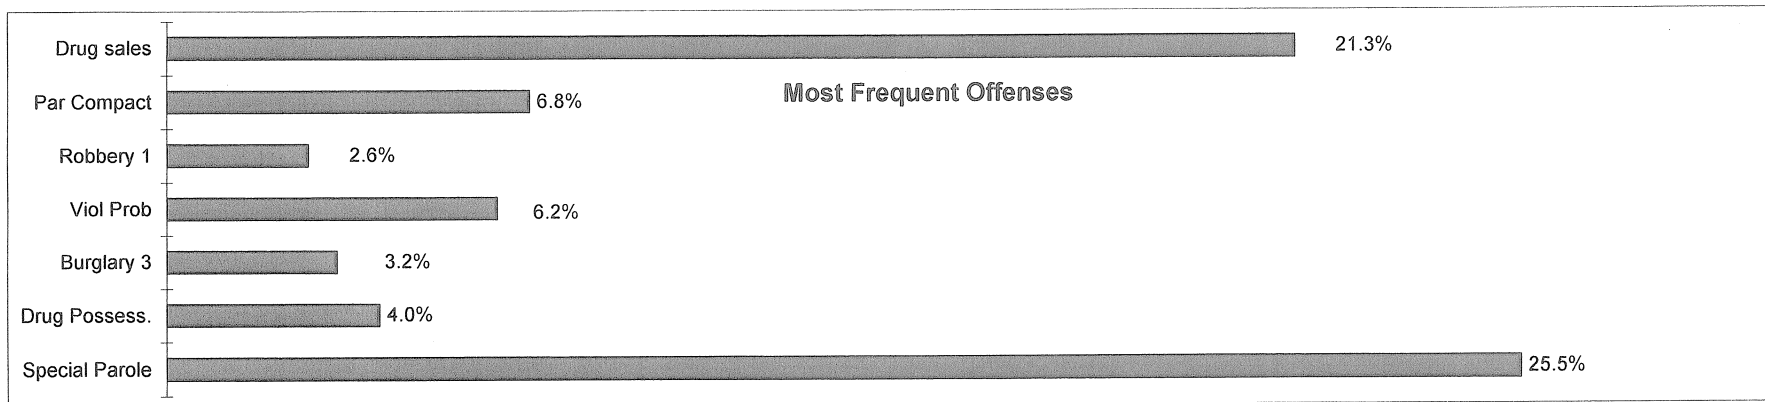 Drug sales 21.3%
Most Frequent Offenses
Par Compact 6.8%
Robbery 1 2.6%
Viol Prob 6.2%
Burglary 3 3.2%
Drug Possess. 4.0%
Special Parole 25.5%